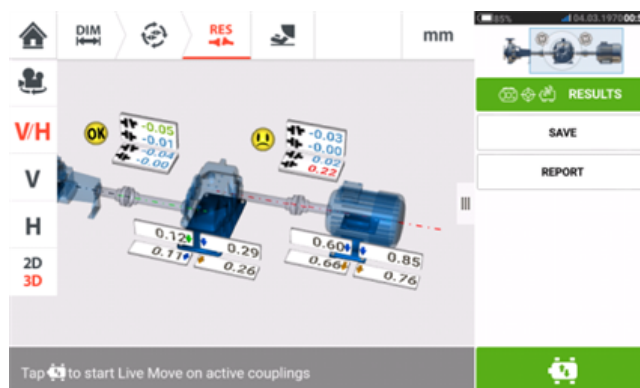 DIM
RES
mm
85%
04.03.1970 00:5
RESULTS
SAVE
REPORT
V/H
V
H
2D
3D
OK
-0.05
-0.01
-0.04
-0.00
-0.03
-0.00
0.02
0.22
0.12
0.29
0.11
0.26
0.60
0.85
0.66
0.76
Tap to start Live Move on active couplings